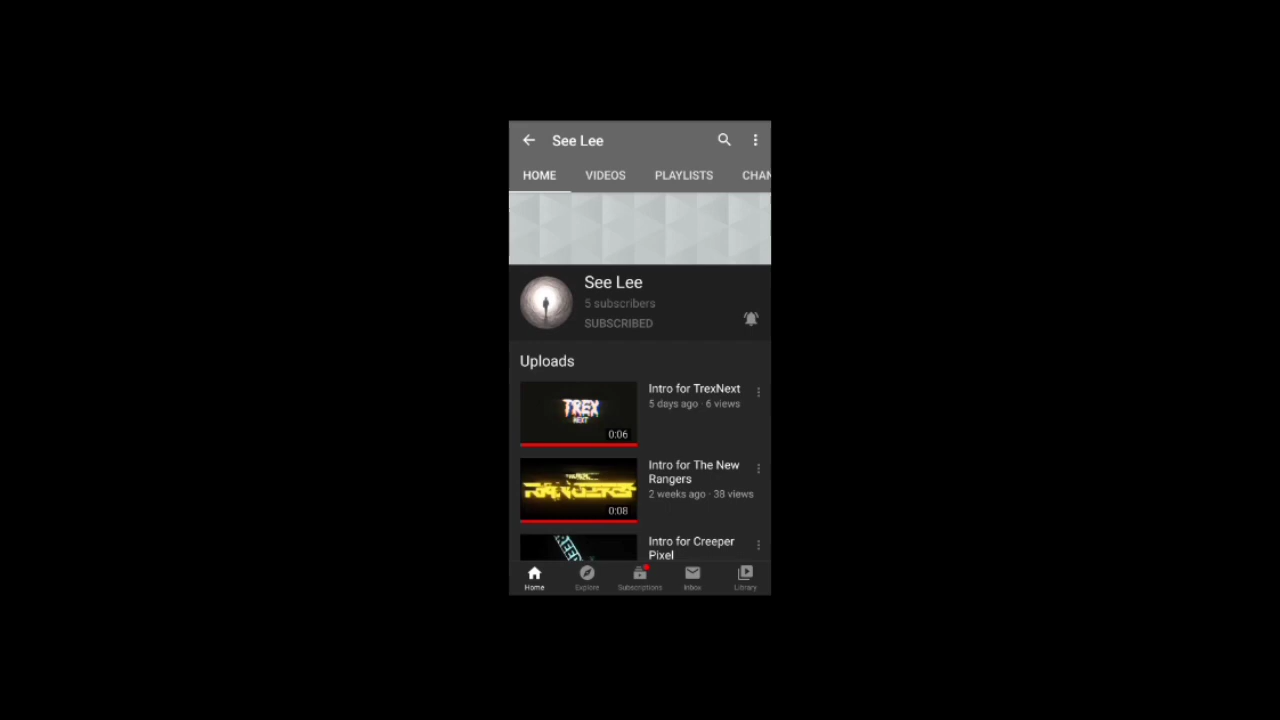 See Lee
HOME VIDEOS PLAYLISTS CHAN
See Lee
5 subscribers
SUBSCRIBED
Uploads
TREX
NEXT
0:06
Intro for TrexNext
5 days ago · 6 views
RANGERS
0:08
Intro for The New
Rangers
2 weeks ago · 38 views
Intro for Creeper
Pixel
Home Explore Subscriptions Inbox Library